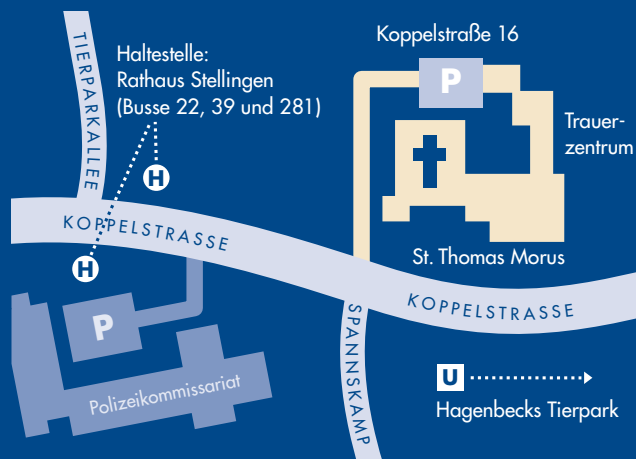 Koppelstraße 16
TIERPARKALLEE
Haltestelle:
Rathaus Stellingen
(Busse 22, 39 und 281)
P
Trauer-
zentrum
H
KOPPELSTRASSE
St. Thomas Morus
H
KOPPELSTRASSE
P
SPANNSKAMP
Polizeikommissariat
U
Hagenbecks Tierpark